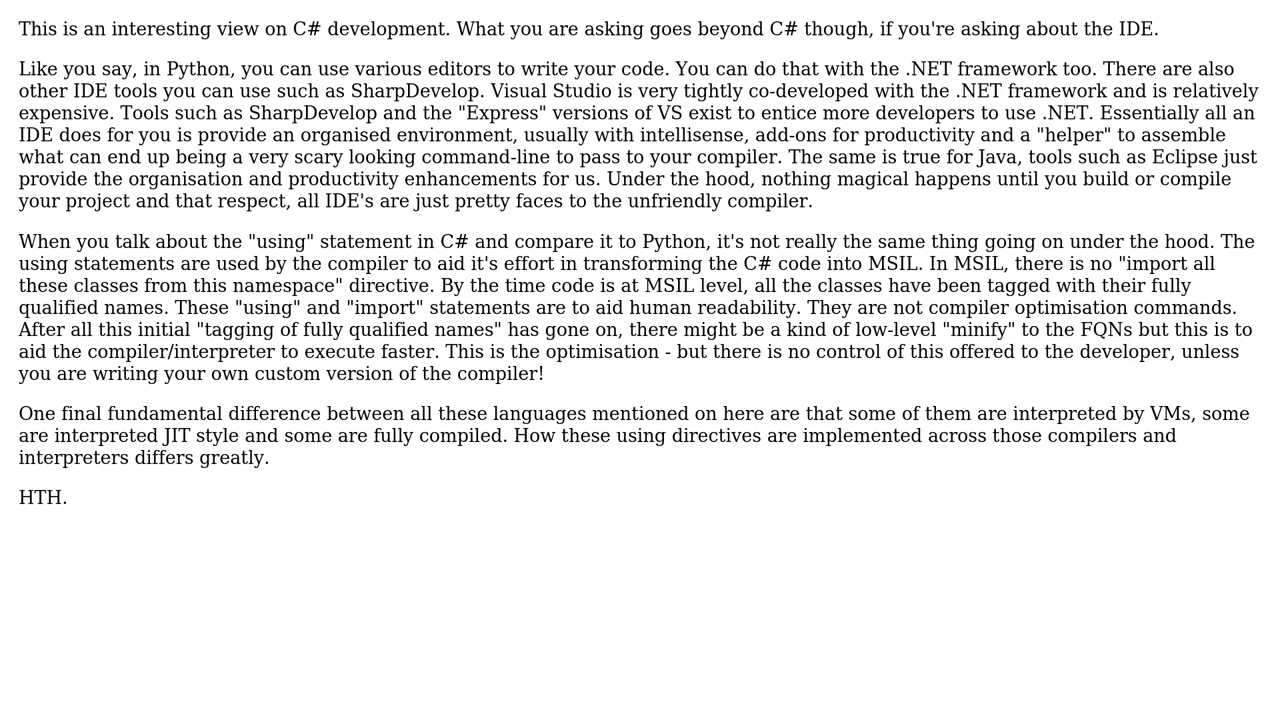 This is an interesting view on C# development. What you are asking goes beyond C# though, if you're asking about the IDE.
Like you say, in Python, you can use various editors to write your code. You can do that with the .NET framework too. There are also
other IDE tools you can use such as SharpDevelop. Visual Studio is very tightly co-developed with the .NET framework and is relatively
expensive. Tools such as SharpDevelop and the "Express" versions of VS exist to entice more developers to use .NET. Essentially all an
IDE does for you is provide an organised environment, usually with intellisense, add-ons for productivity and a "helper" to assemble
what can end up being a very scary looking command-line to pass to your compiler. The same is true for Java, tools such as Eclipse just
provide the organisation and productivity enhancements for us. Under the hood, nothing magical happens until you build or compile
your project and that respect, all IDE's are just pretty faces to the unfriendly compiler.
When you talk about the "using" statement in C# and compare it to Python, it's not really the same thing going on under the hood. The
using statements are used by the compiler to aid it's effort in transforming the C# code into MSIL. In MSIL, there is no "import all
these classes from this namespace" directive. By the time code is at MSIL level, all the classes have been tagged with their fully
qualified names. These "using" and "import" statements are to aid human readability. They are not compiler optimisation commands.
After all this initial "tagging of fully qualified names" has gone on, there might be a kind of low-level "minify" to the FQNs but this is to
aid the compiler/interpreter to execute faster. This is the optimisation - but there is no control of this offered to the developer, unless
you are writing your own custom version of the compiler!
One final fundamental difference between all these languages mentioned on here are that some of them are interpreted by VMs, some
are interpreted JIT style and some are fully compiled. How these using directives are implemented across those compilers and
interpreters differs greatly.
HTH.